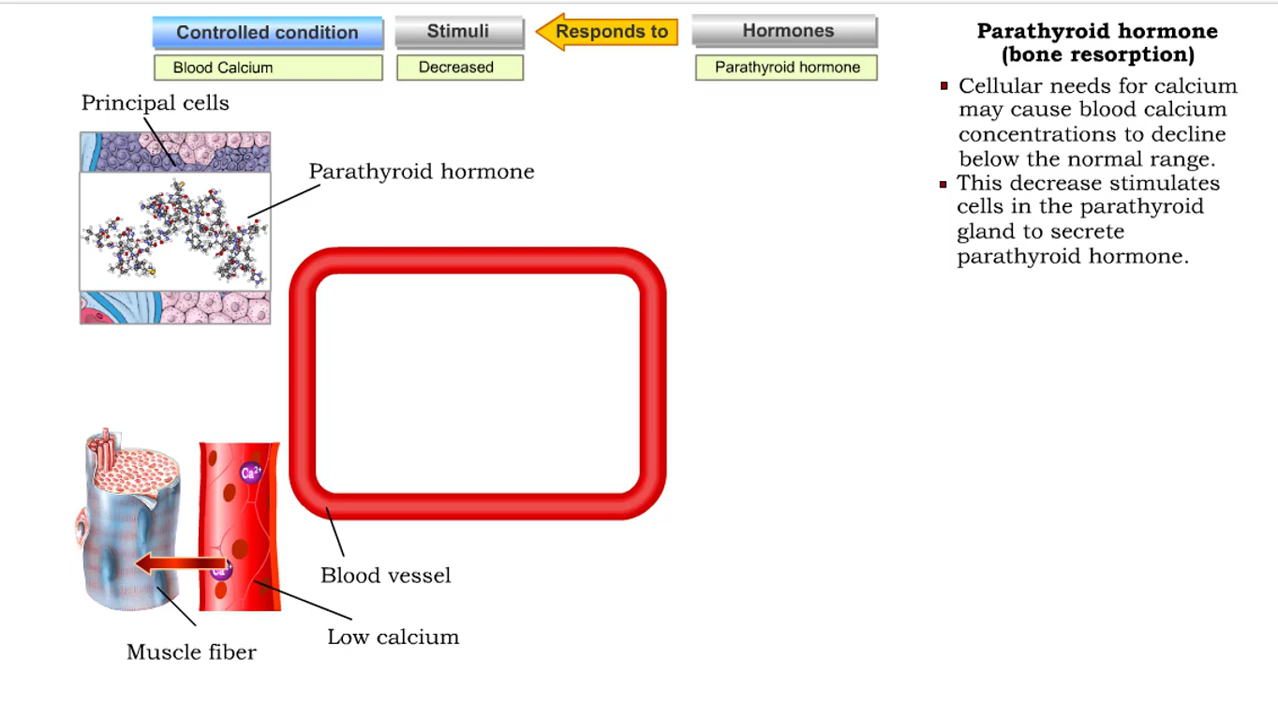 Controlled condition
Stimuli
Responds to
Hormones
Blood Calcium
Decreased
Parathyroid hormone
Parathyroid hormone
(bone resorption)
▪ Cellular needs for calcium
may cause blood calcium
concentrations to decline
below the normal range.
▪ This decrease stimulates
cells in the parathyroid
gland to secrete
parathyroid hormone.
Principal cells
Parathyroid hormone
Ca²⁺
Blood vessel
Low calcium
Muscle fiber